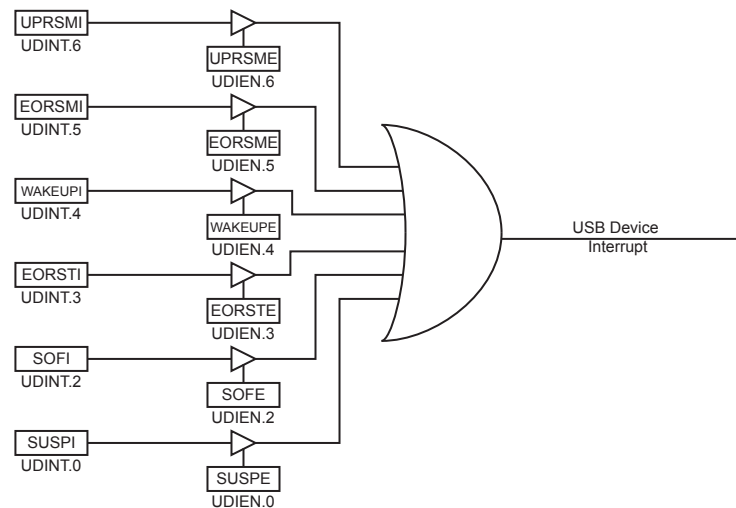 UPRSMI
UDINT.6
UPRSME
UDIEN.6
EORSMI
UDINT.5
EORSME
UDIEN.5
WAKEUPI
UDINT.4
WAKEUPE
UDIEN.4
EORSTI
UDINT.3
EORSTE
UDIEN.3
SOFI
UDINT.2
SOFE
UDIEN.2
SUSPI
UDINT.0
SUSPE
UDIEN.0
USB Device
Interrupt